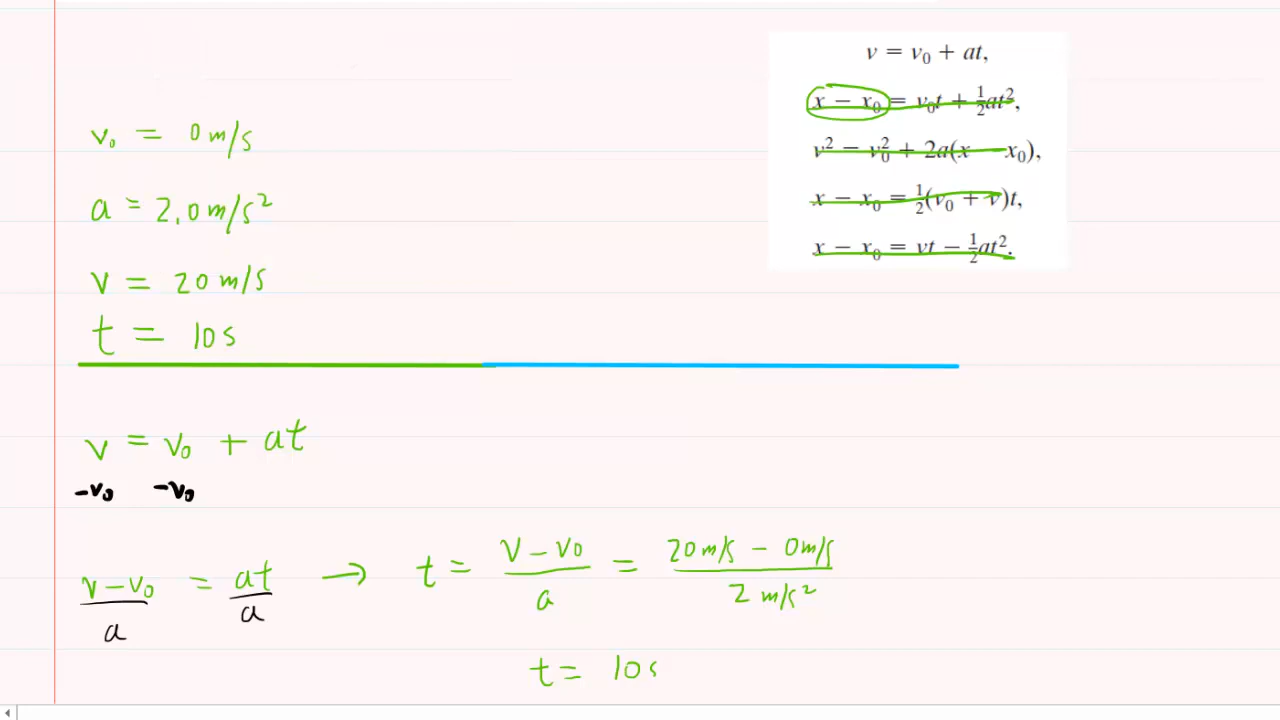 v = v₀ + at,
x − x₀ = v₀t + ½at²,
v² = v₀² + 2a(x − x₀),
x − x₀ = ½(v₀ + v)t,
x − x₀ = vt − ½at².
v₀ = 0 m/s
a = 2.0 m/s²
v = 20 m/s
t = 10 s
v = v₀ + at
-v₀ -v₀
(v - v₀)/a = at/a → t = (v - v₀)/a = (20 m/s - 0 m/s)/(2 m/s²)
t = 10 s